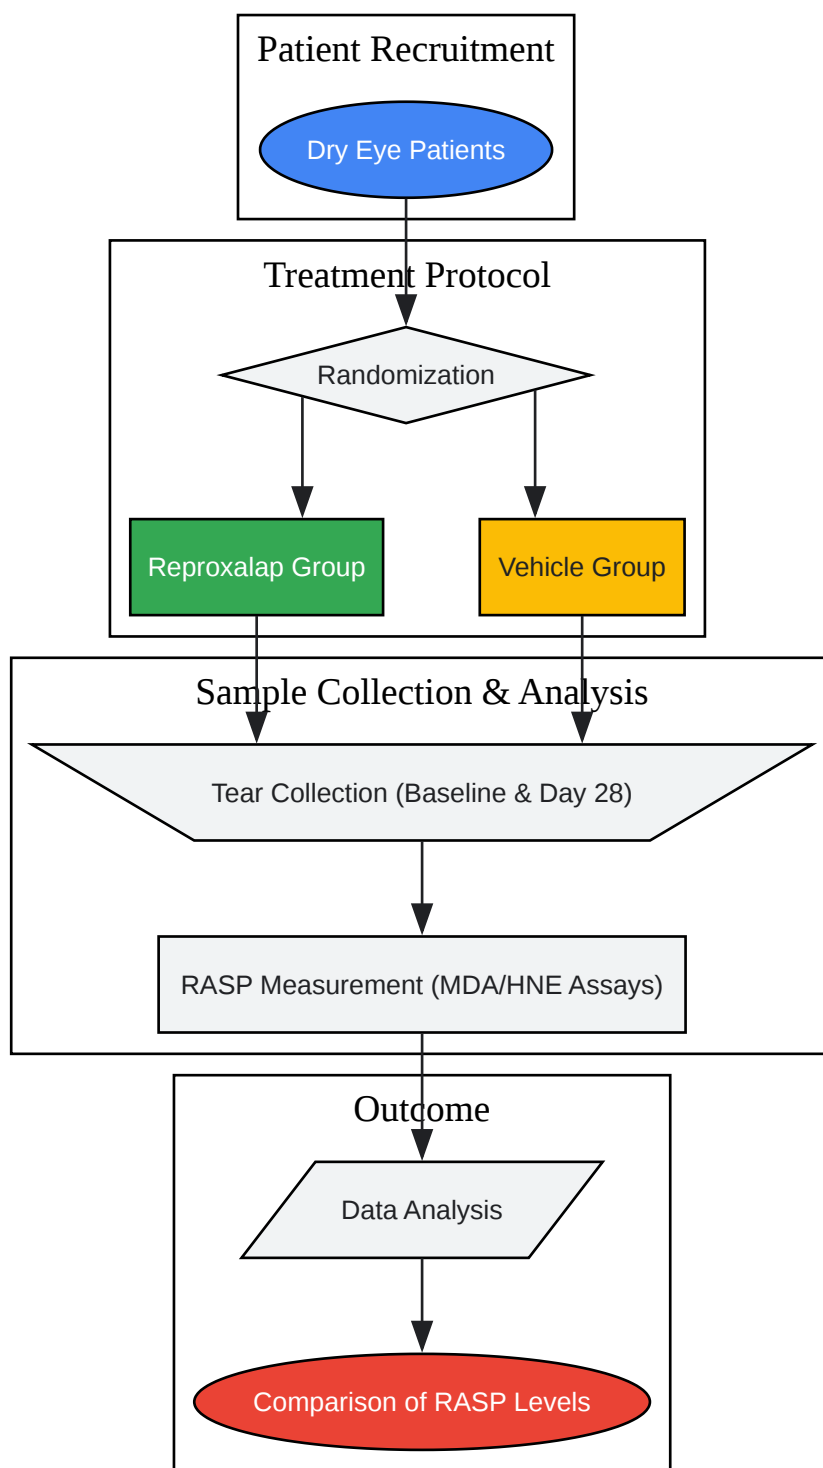 Patient Recruitment
Dry Eye Patients
Treatment Protocol
Randomization
Reproxalap Group
Vehicle Group
Sample Collection & Analysis
Tear Collection (Baseline & Day 28)
RASP Measurement (MDA/HNE Assays)
Outcome
Data Analysis
Comparison of RASP Levels